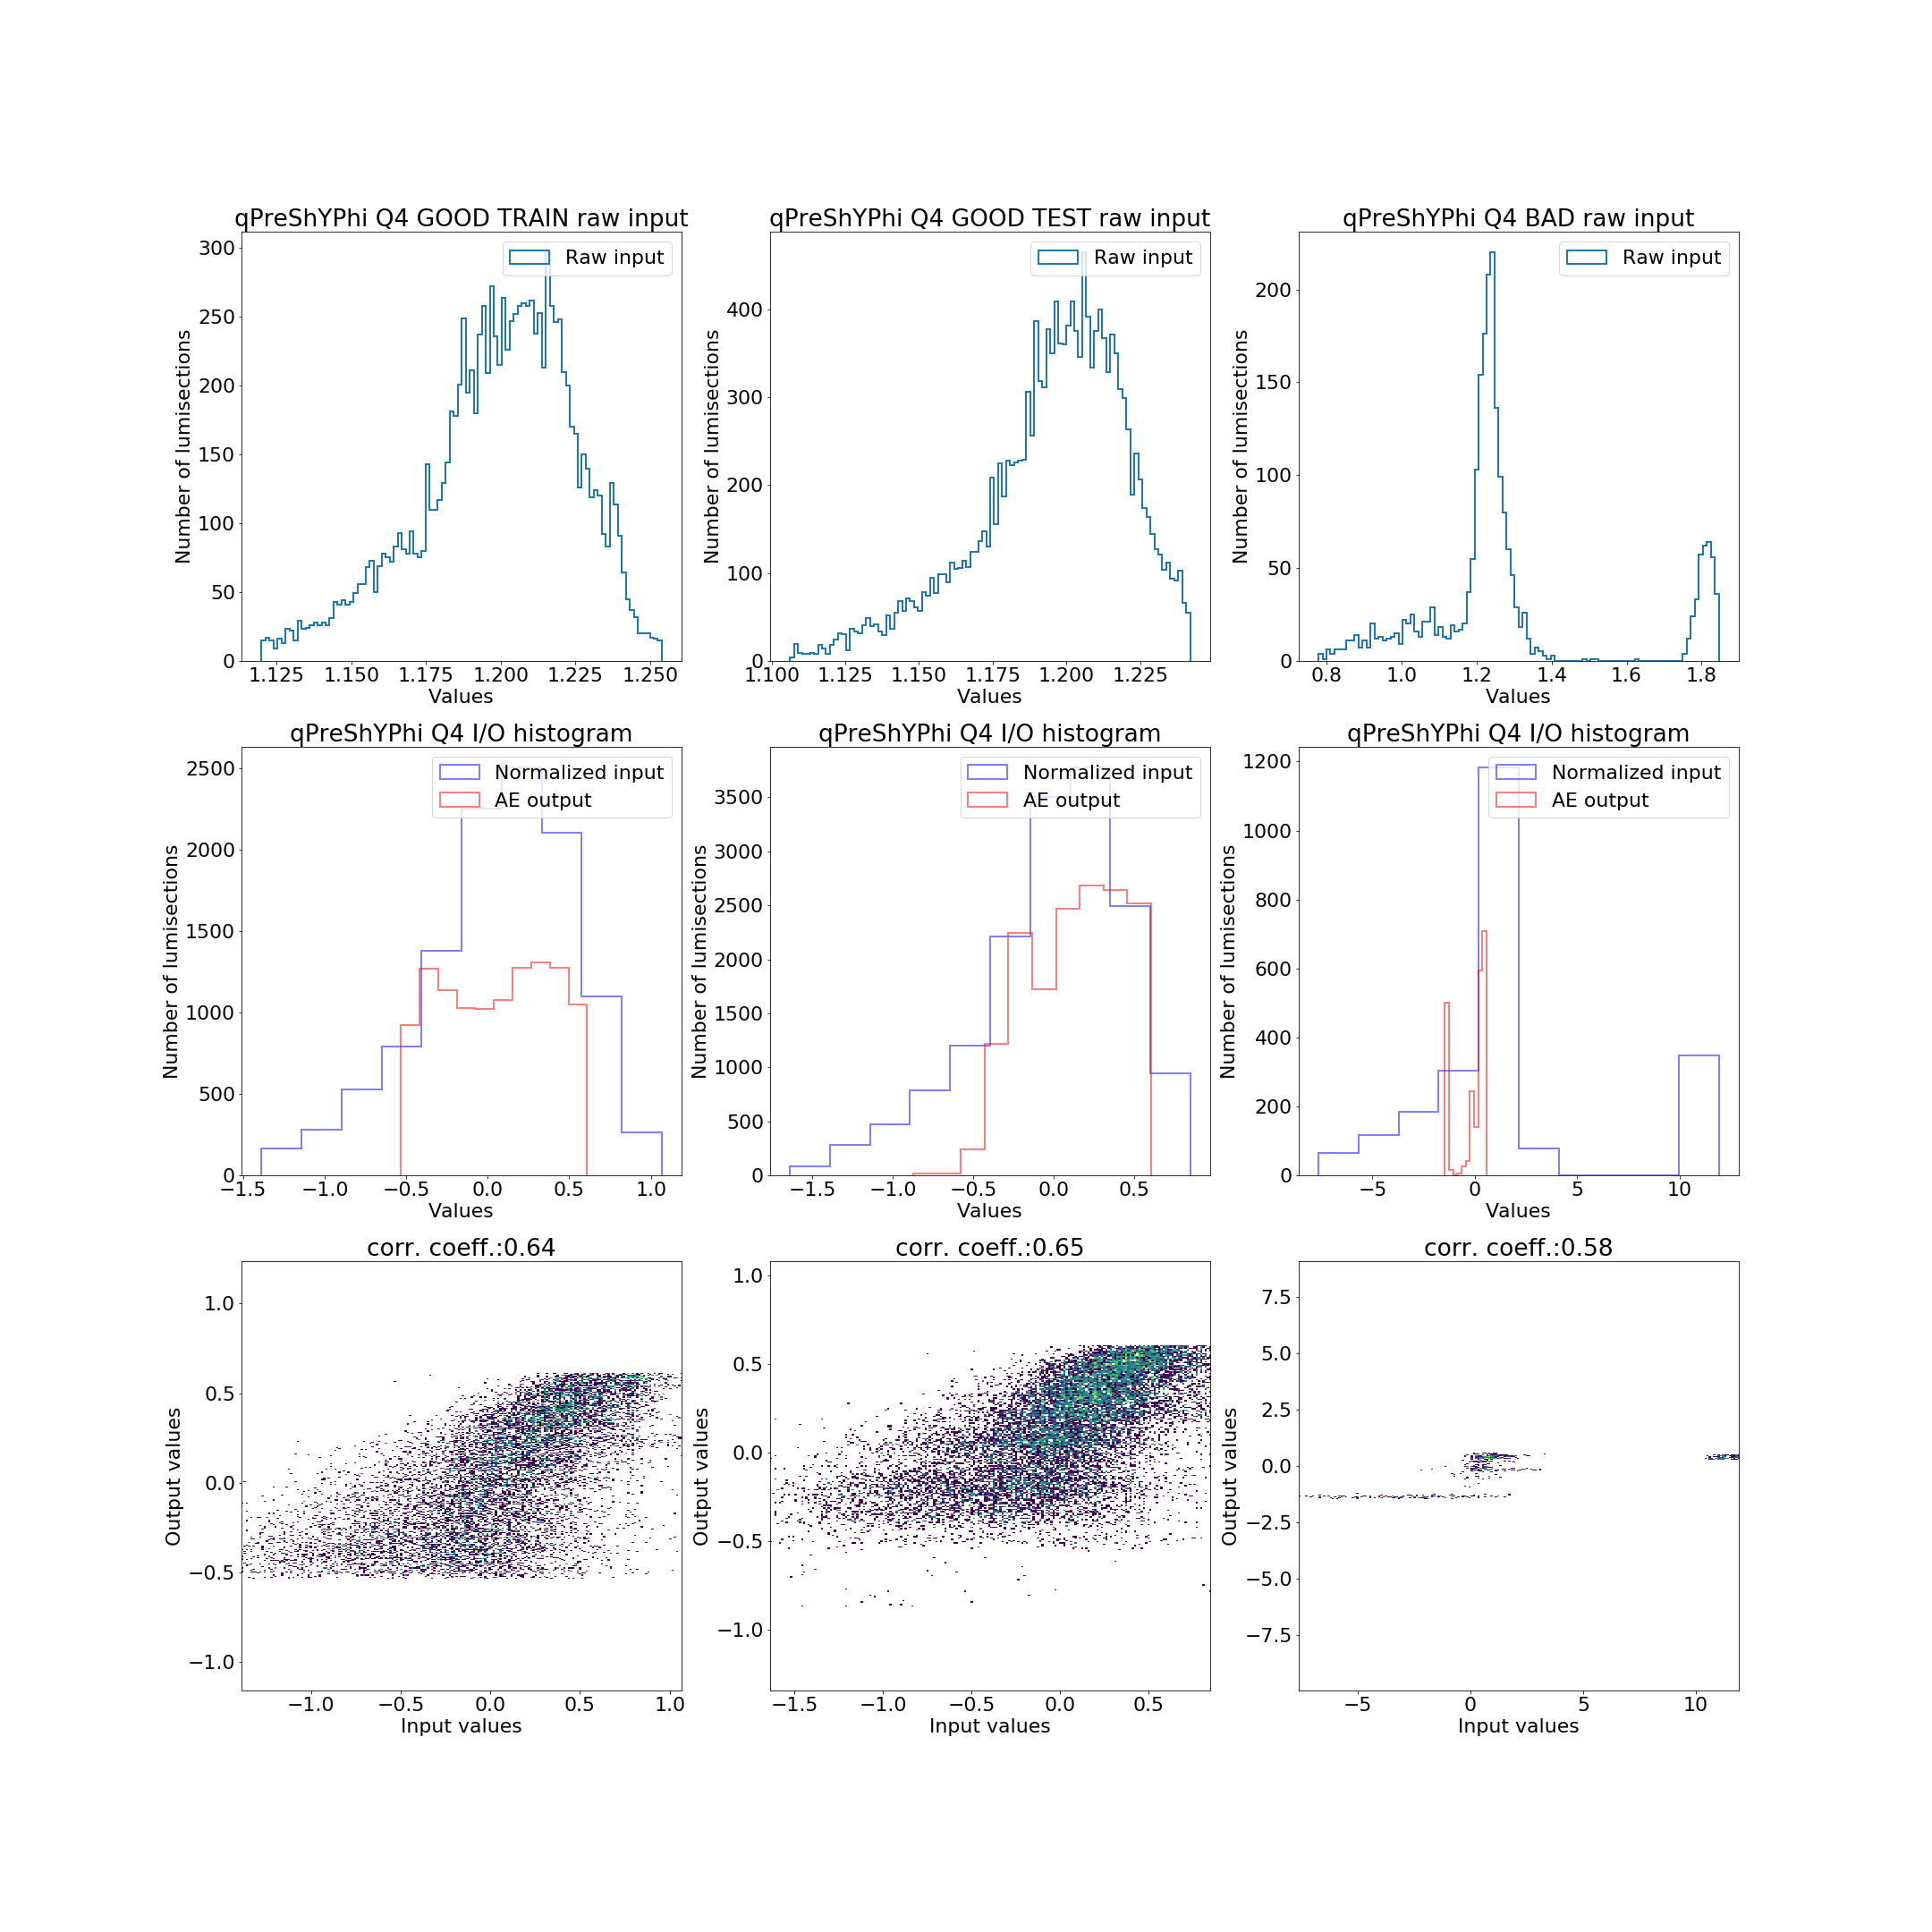 qPreShYPhi Q4 GOOD TRAIN raw input
Raw input
Number of lumisections
300
250
200
150
100
50
0
1.125 1.150 1.175 1.200 1.225 1.250
Values
qPreShYPhi Q4 GOOD TEST raw input
Raw input
Number of lumisections
400
300
200
100
0
1.100 1.125 1.150 1.175 1.200 1.225
Values
qPreShYPhi Q4 BAD raw input
Raw input
Number of lumisections
200
150
100
50
0
0.8 1.0 1.2 1.4 1.6 1.8
Values
qPreShYPhi Q4 I/O histogram
Normalized input
AE output
Number of lumisections
2500
2000
1500
1000
500
0
−1.5 −1.0 −0.5 0.0 0.5 1.0
Values
qPreShYPhi Q4 I/O histogram
Normalized input
AE output
Number of lumisections
3500
3000
2500
2000
1500
1000
500
0
−1.5 −1.0 −0.5 0.0 0.5
Values
qPreShYPhi Q4 I/O histogram
Normalized input
AE output
Number of lumisections
1200
1000
800
600
400
200
0
−5 0 5 10
Values
corr. coeff.:0.64
Output values
1.0
0.5
0.0
−0.5
−1.0
−1.0 −0.5 0.0 0.5 1.0
Input values
corr. coeff.:0.65
Output values
1.0
0.5
0.0
−0.5
−1.0
−1.5 −1.0 −0.5 0.0 0.5
Input values
corr. coeff.:0.58
Output values
7.5
5.0
2.5
0.0
−2.5
−5.0
−7.5
−5 0 5 10
Input values